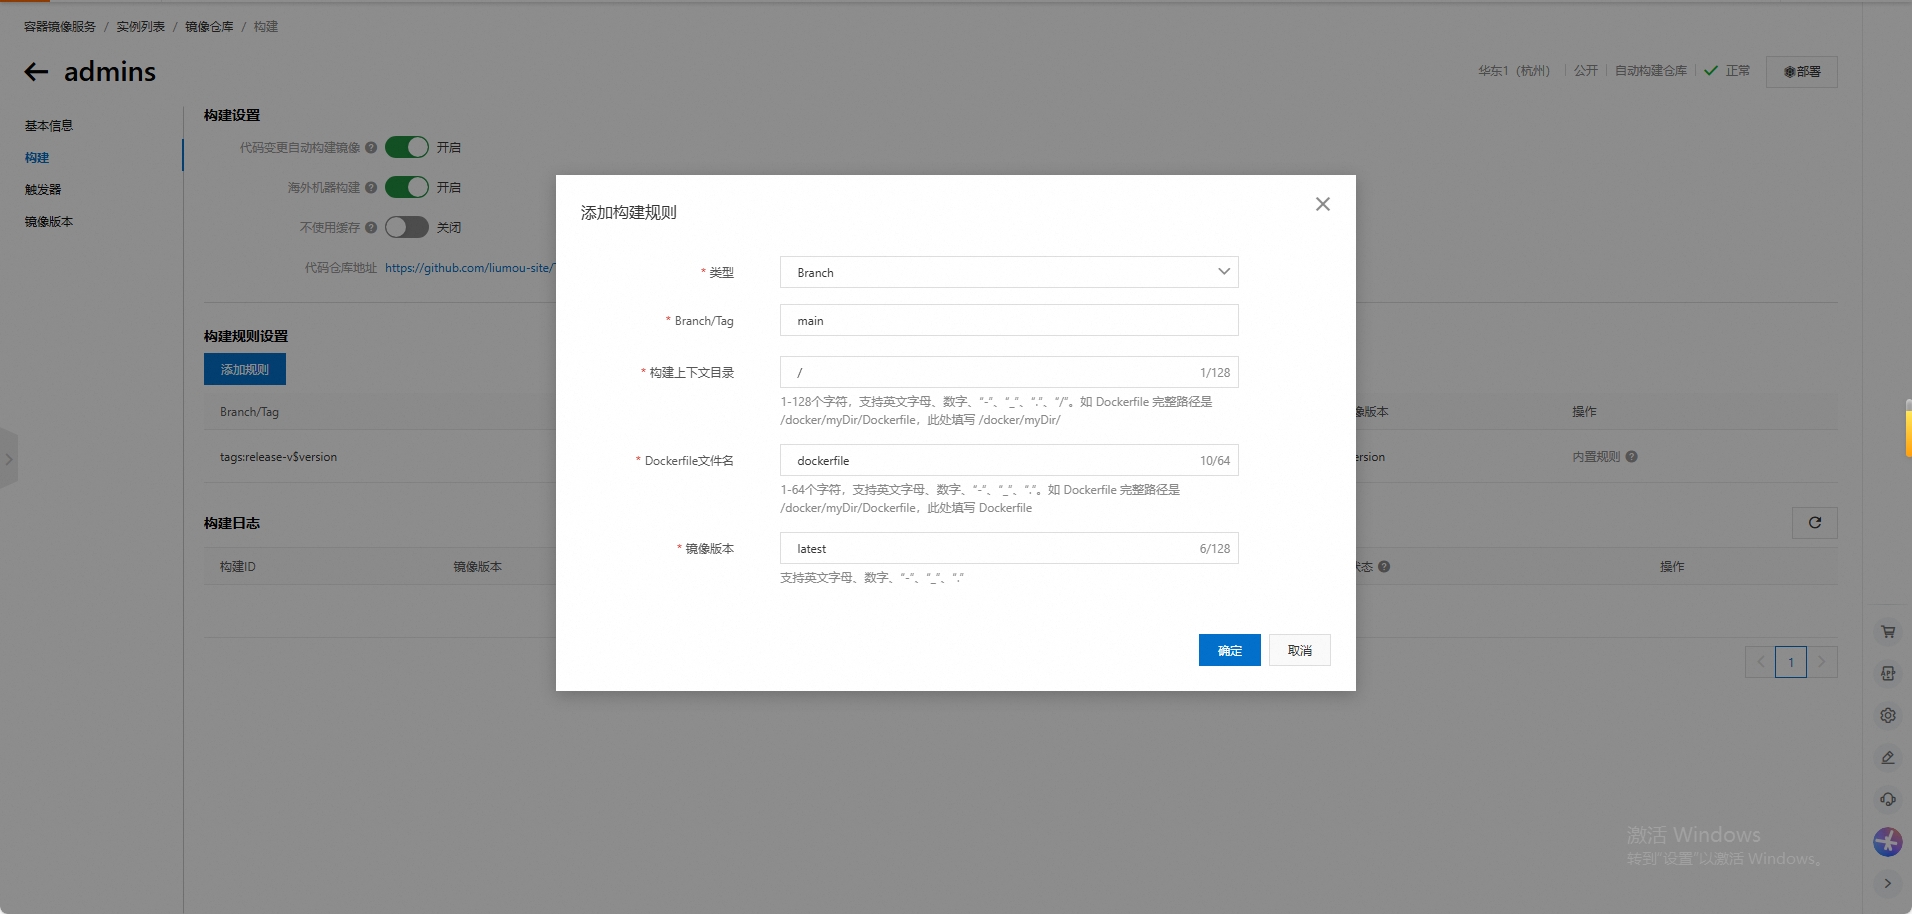 容器镜像服务 / 实例列表 / 镜像仓库 / 构建
admins
华东1（杭州） 公开 自动构建仓库 正常 部署
基本信息
构建
触发器
镜像版本
构建设置
代码变更自动构建镜像 开启
海外机器构建 开启
不使用缓存 关闭
代码仓库地址 https://github.com/liumou-site/
构建规则设置
添加规则
Branch/Tag
像版本 操作
tags:release-v$version
ersion 内置规则
构建日志
构建ID 镜像版本
状态 操作
1
添加构建规则
* 类型 Branch
* Branch/Tag main
* 构建上下文目录 / 1/128
1-128个字符，支持英文字母、数字、“-”、“_”、“.”、“/”。如 Dockerfile 完整路径是
/docker/myDir/Dockerfile，此处填写 /docker/myDir/
* Dockerfile文件名 dockerfile 10/64
1-64个字符，支持英文字母、数字、“-”、“_”、“.”。如 Dockerfile 完整路径是
/docker/myDir/Dockerfile，此处填写 Dockerfile
* 镜像版本 latest 6/128
支持英文字母、数字、“-”、“_”、“.”
确定 取消
激活 Windows
转到“设置”以激活 Windows。